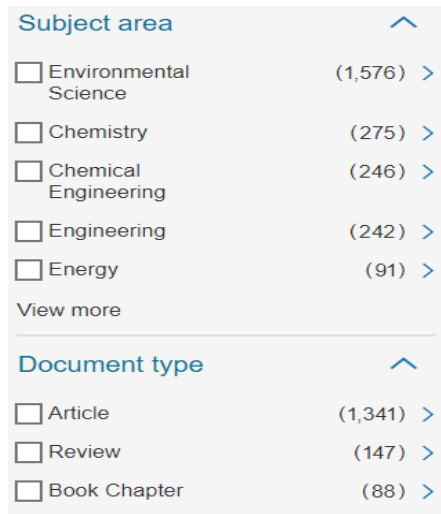 Subject area
Environmental (1,576)
Science
Chemistry (275)
Chemical (246)
Engineering
Engineering (242)
Energy (91)
View more
Document type
Article (1,341)
Review (147)
Book Chapter (88)